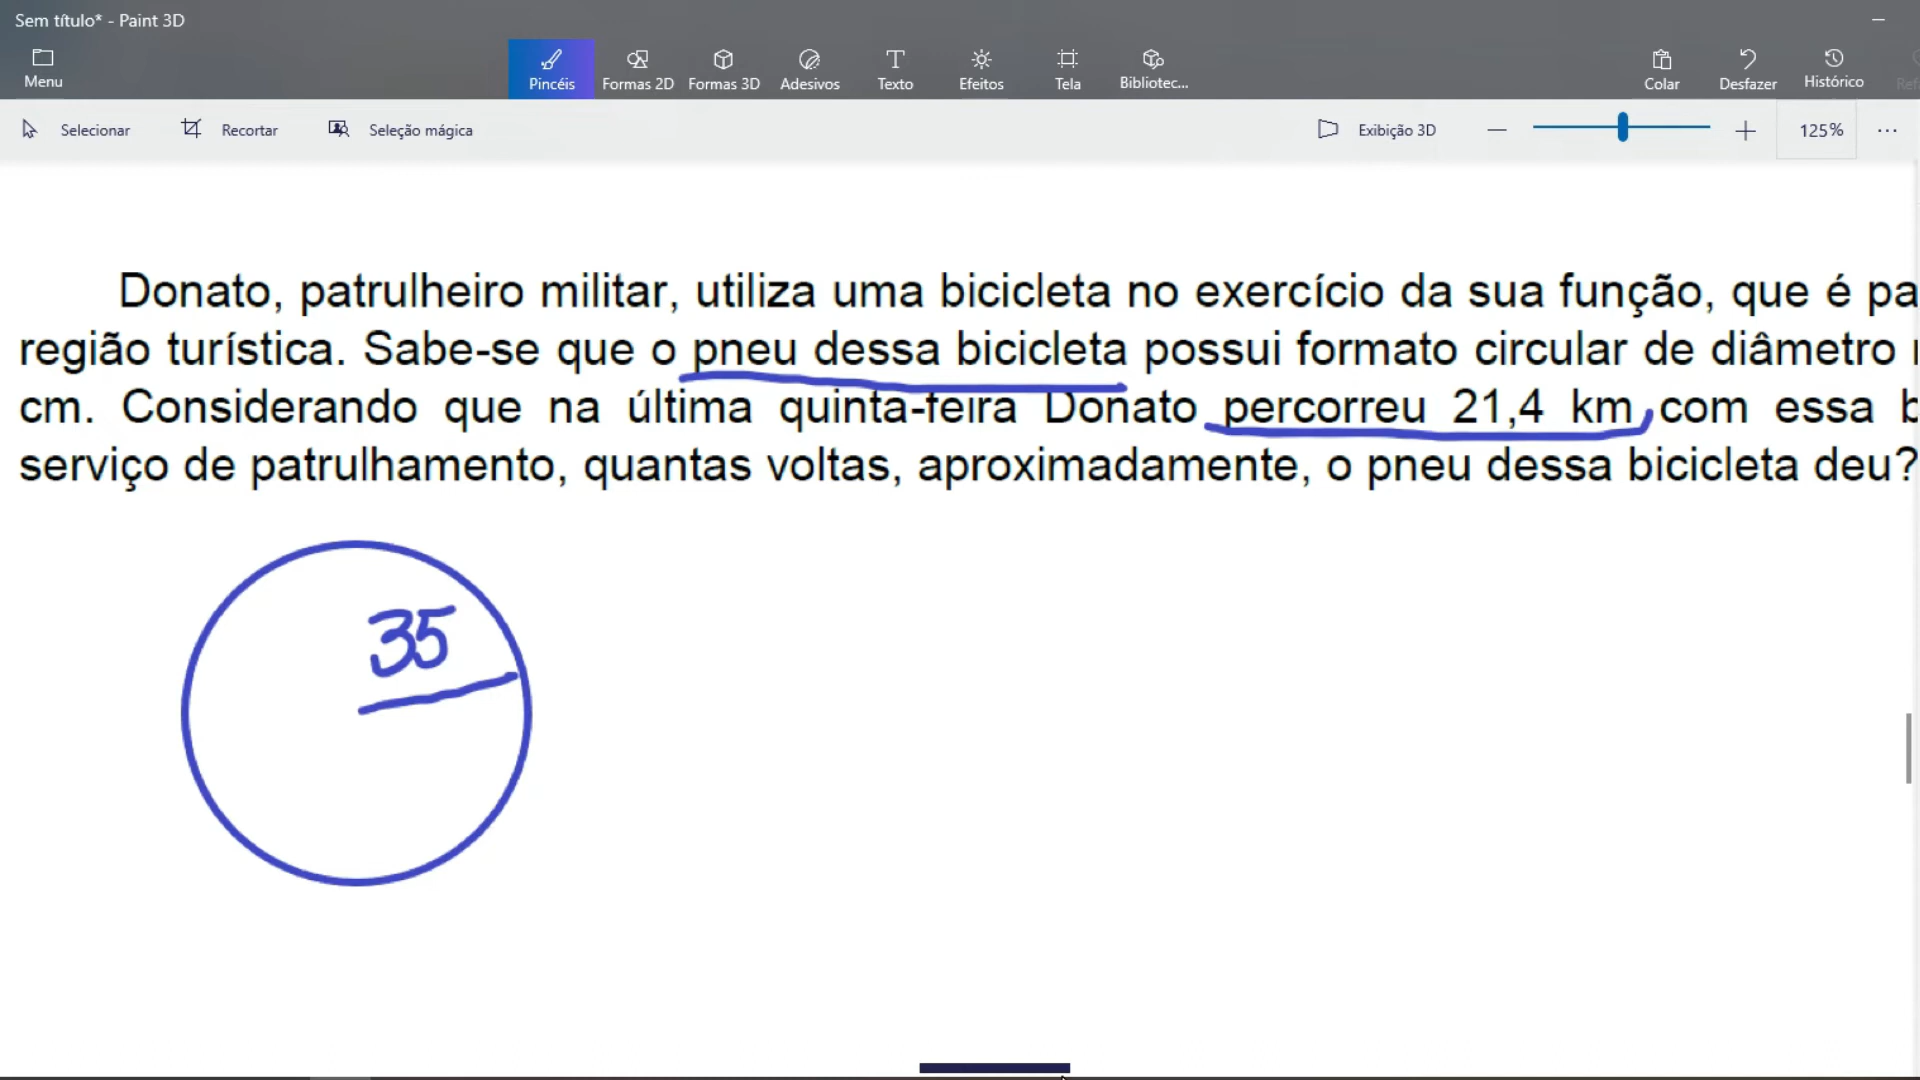 Sem título* - Paint 3D
Menu
Pincéis
Formas 2D
Formas 3D
Adesivos
Texto
Efeitos
Tela
Bibliotec...
Colar
Desfazer
Histórico
Selecionar
Recortar
Seleção mágica
Exibição 3D
125%
Donato, patrulheiro militar, utiliza uma bicicleta no exercício da sua função, que é pa
região turística. Sabe-se que o pneu dessa bicicleta possui formato circular de diâmetro
cm. Considerando que na última quinta-feira Donato percorreu 21,4 km com essa b
serviço de patrulhamento, quantas voltas, aproximadamente, o pneu dessa bicicleta deu?
35